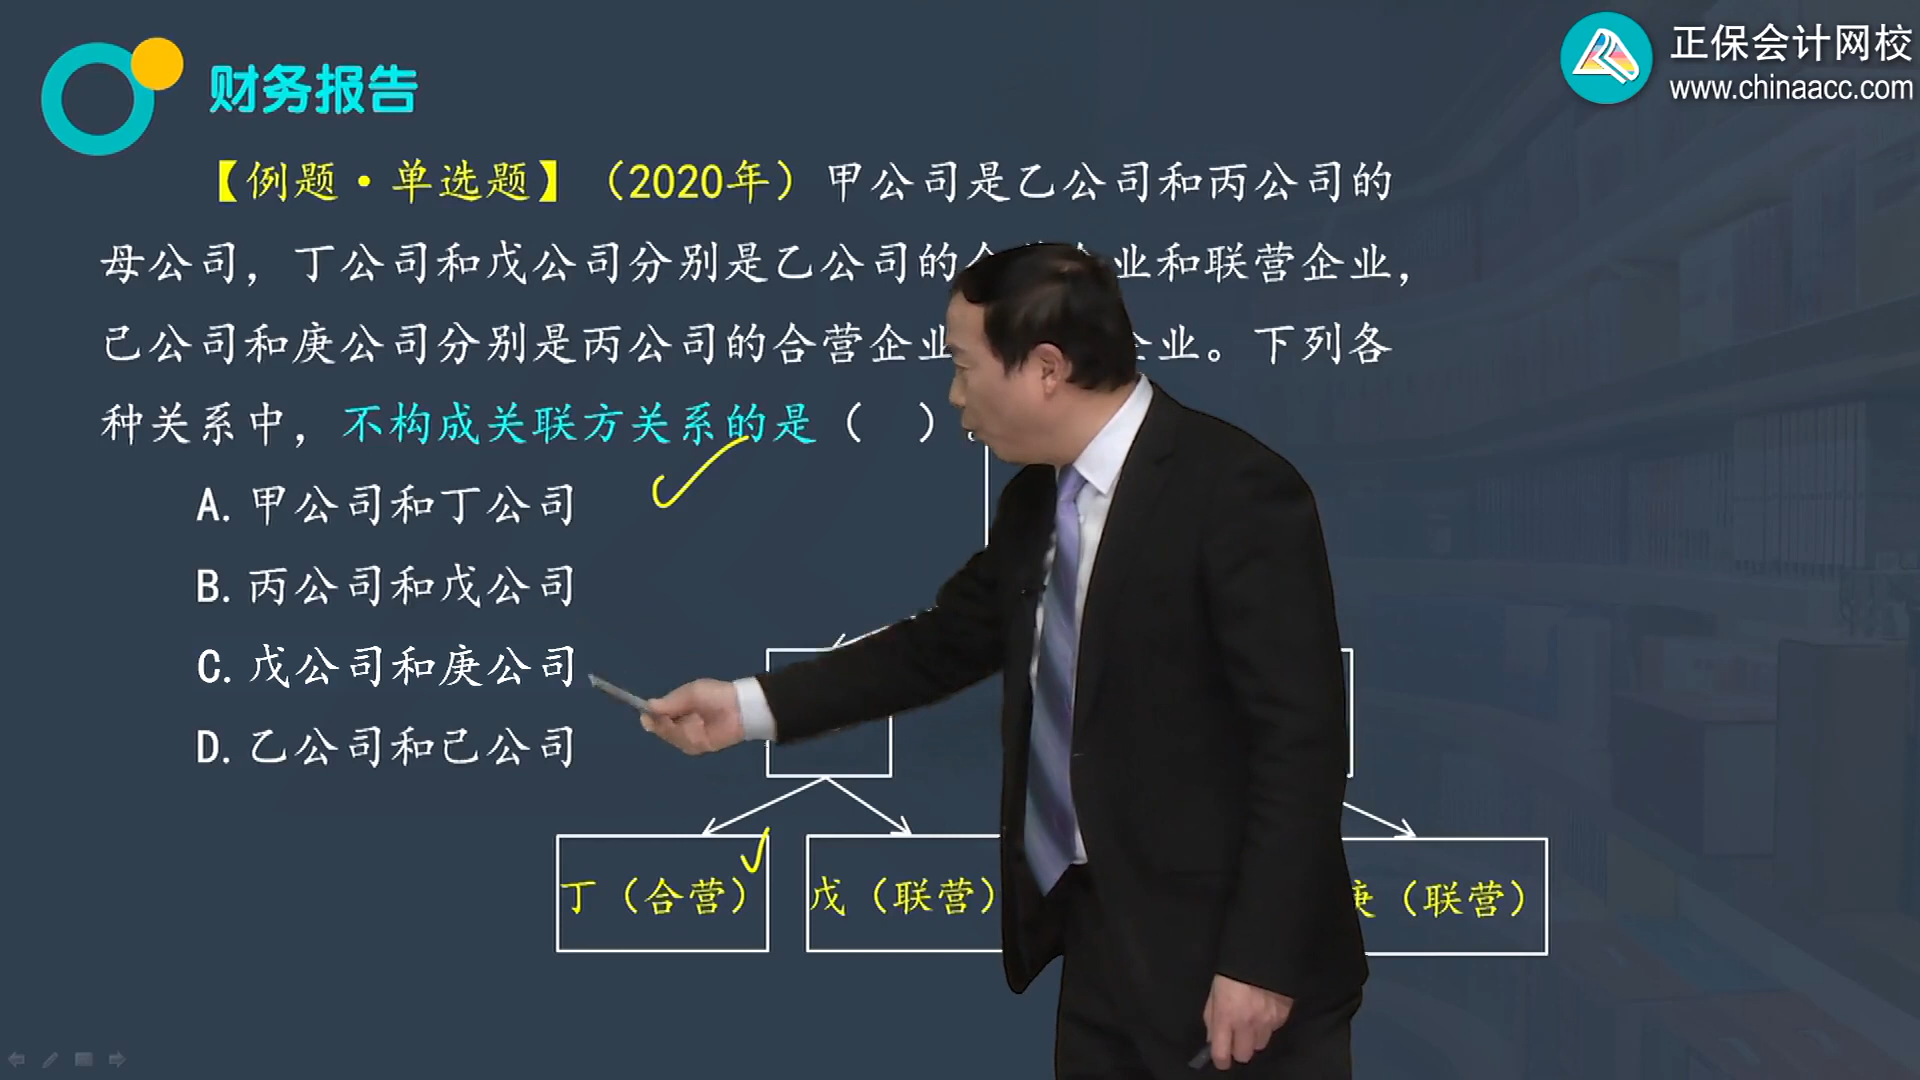 正保会计网校
www.chinaacc.com
财务报告
【例题·单选题】（2020年）甲公司是乙公司和丙公司的
母公司，丁公司和戊公司分别是乙公司的 业和联营企业，
己公司和庚公司分别是丙公司的合营企业 业。下列各
种关系中，不构成关联方关系的是（ ）。
A. 甲公司和丁公司
B. 丙公司和戊公司
C. 戊公司和庚公司
D. 乙公司和己公司
丁（合营） 戊（联营） 庚（联营）